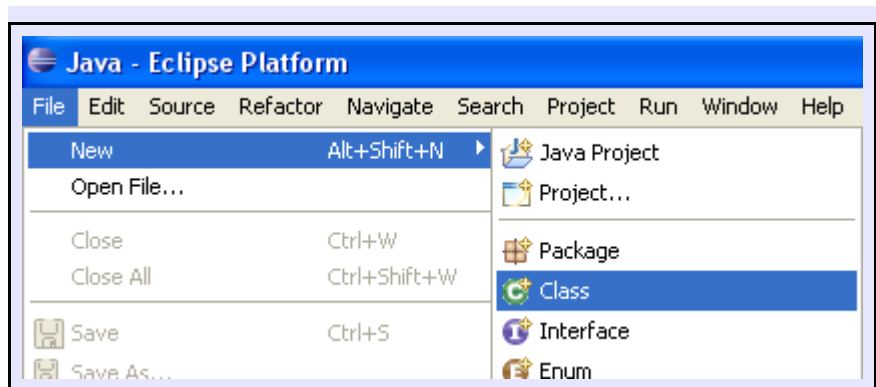 Java - Eclipse Platform
File Edit Source Refactor Navigate Search Project Run Window Help
New Alt+Shift+N
Open File...
Close Ctrl+W
Close All Ctrl+Shift+W
Save Ctrl+S
Save As...
Java Project
Project...
Package
Class
Interface
Enum